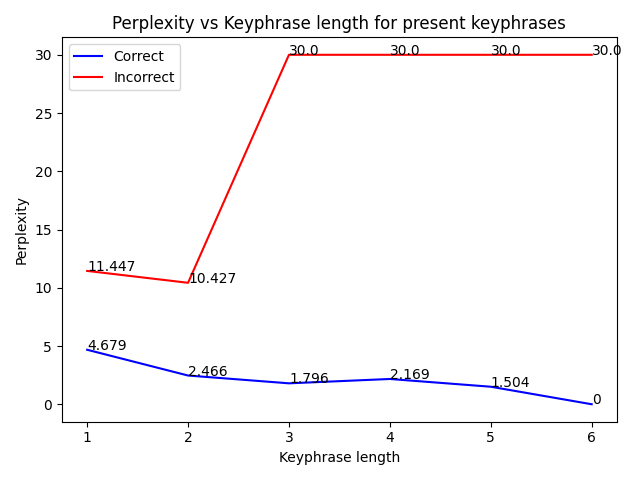 Perplexity vs Keyphrase length for present keyphrases
Correct
Incorrect
30.0 30.0 30.0 30.0
11.447
10.427
4.679
2.466
1.796
2.169
1.504
0
Perplexity
30
25
20
15
10
5
0
1 2 3 4 5 6
Keyphrase length